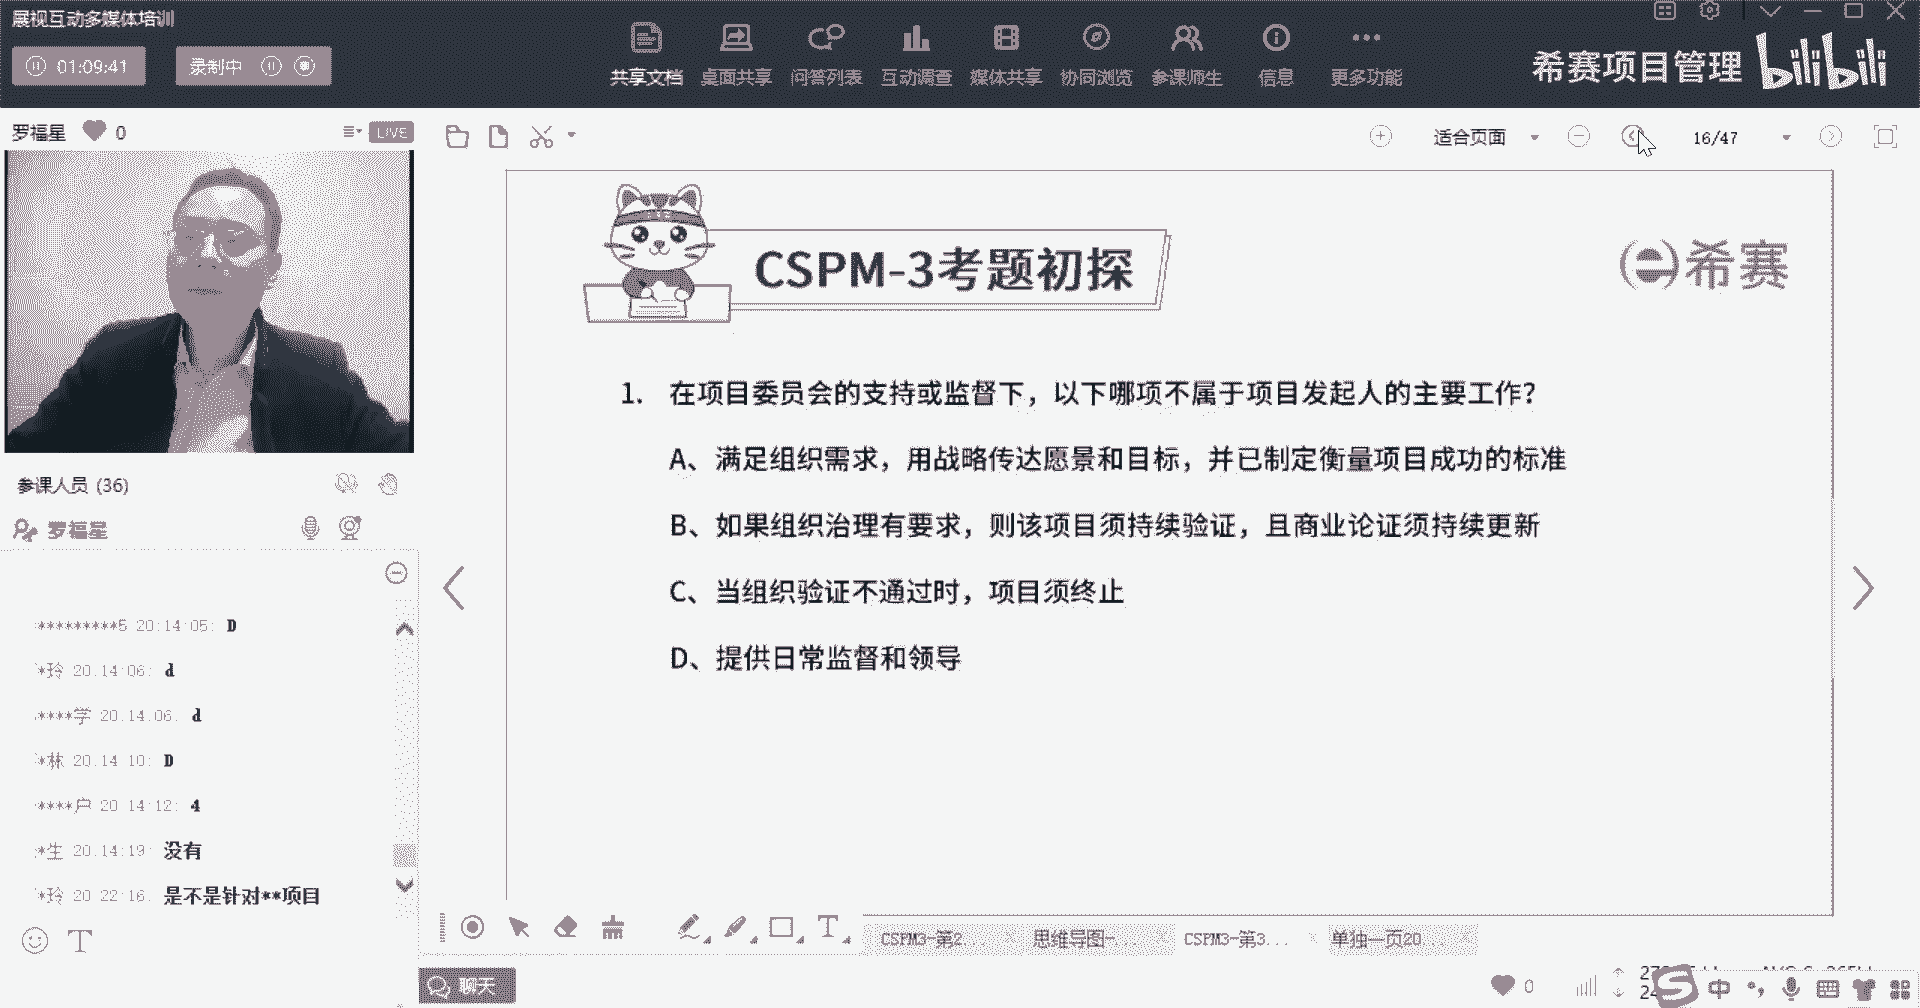 展视互动多媒体培训
01:09:41
录制中
共享文档 桌面共享 问答列表 互动调查 媒体共享 协同浏览 参课师生 信息 更多功能
希赛项目管理 bilibili
罗福星 0
LIVE
适合页面
16/47
CSPM-3考题初探
希赛
1. 在项目委员会的支持或监督下，以下哪项不属于项目发起人的主要工作？
A、满足组织需求，用战略传达愿景和目标，并已制定衡量项目成功的标准
B、如果组织治理有要求，则该项目须持续验证，且商业论证须持续更新
C、当组织验证不通过时，项目须终止
D、提供日常监督和领导
参课人员 (36)
罗福星
*********5 20:14:05: D
*玲 20:14:06: d
****学 20:14:06: d
*林 20:14:10: D
****户 20:14:12: 4
*生 20:14:19: 没有
*玲 20:22:16: 是不是针对**项目
CSPM3-第2... 思维导图-... CSPM3-第3... 单独一页20...
聊天
0
中